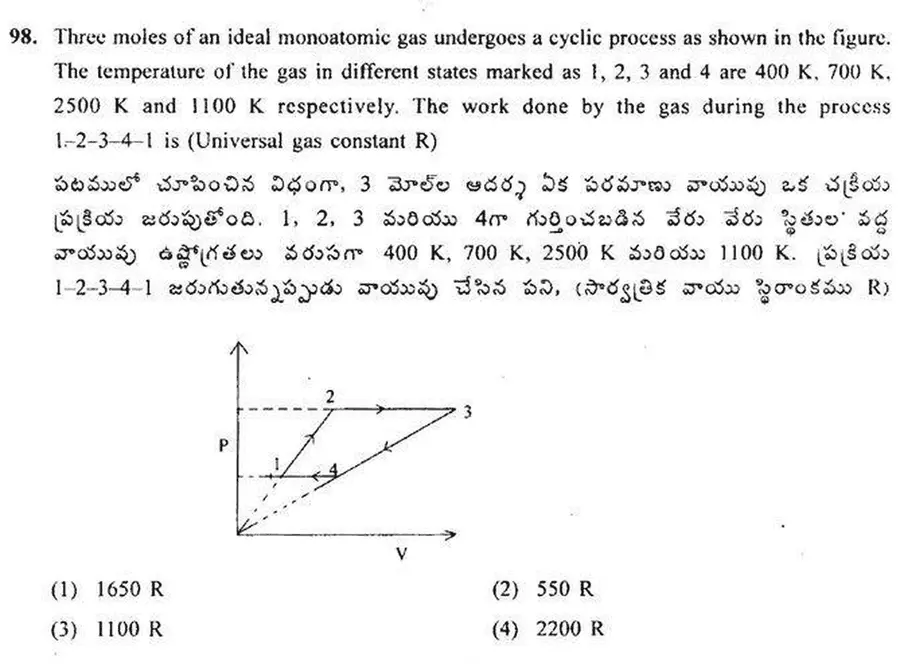 98. Three moles of an ideal monoatomic gas undergoes a cyclic process as shown in the figure.
The temperature of the gas in different states marked as 1, 2, 3 and 4 are 400 K, 700 K,
2500 K and 1100 K respectively. The work done by the gas during the process
1-2-3-4-1 is (Universal gas constant R)
పటములో చూపించిన విధంగా, 3 మోల్‌ల ఆదర్శ ఏక పరమాణు వాయువు ఒక చక్రీయ
ప్రక్రియ జరుపుతోంది. 1, 2, 3 మరియు 4గా గుర్తించబడిన వేరు వేరు స్థితుల వద్ద
వాయువు ఉష్ణోగ్రతలు వరుసగా 400 K, 700 K, 2500 K మరియు 1100 K. ప్రక్రియ
1-2-3-4-1 జరుగుతున్నప్పుడు వాయువు చేసిన పని, (సార్వత్రిక వాయు స్థిరాంకము R)
2
3
P
1
4
V
(1) 1650 R
(2) 550 R
(3) 1100 R
(4) 2200 R